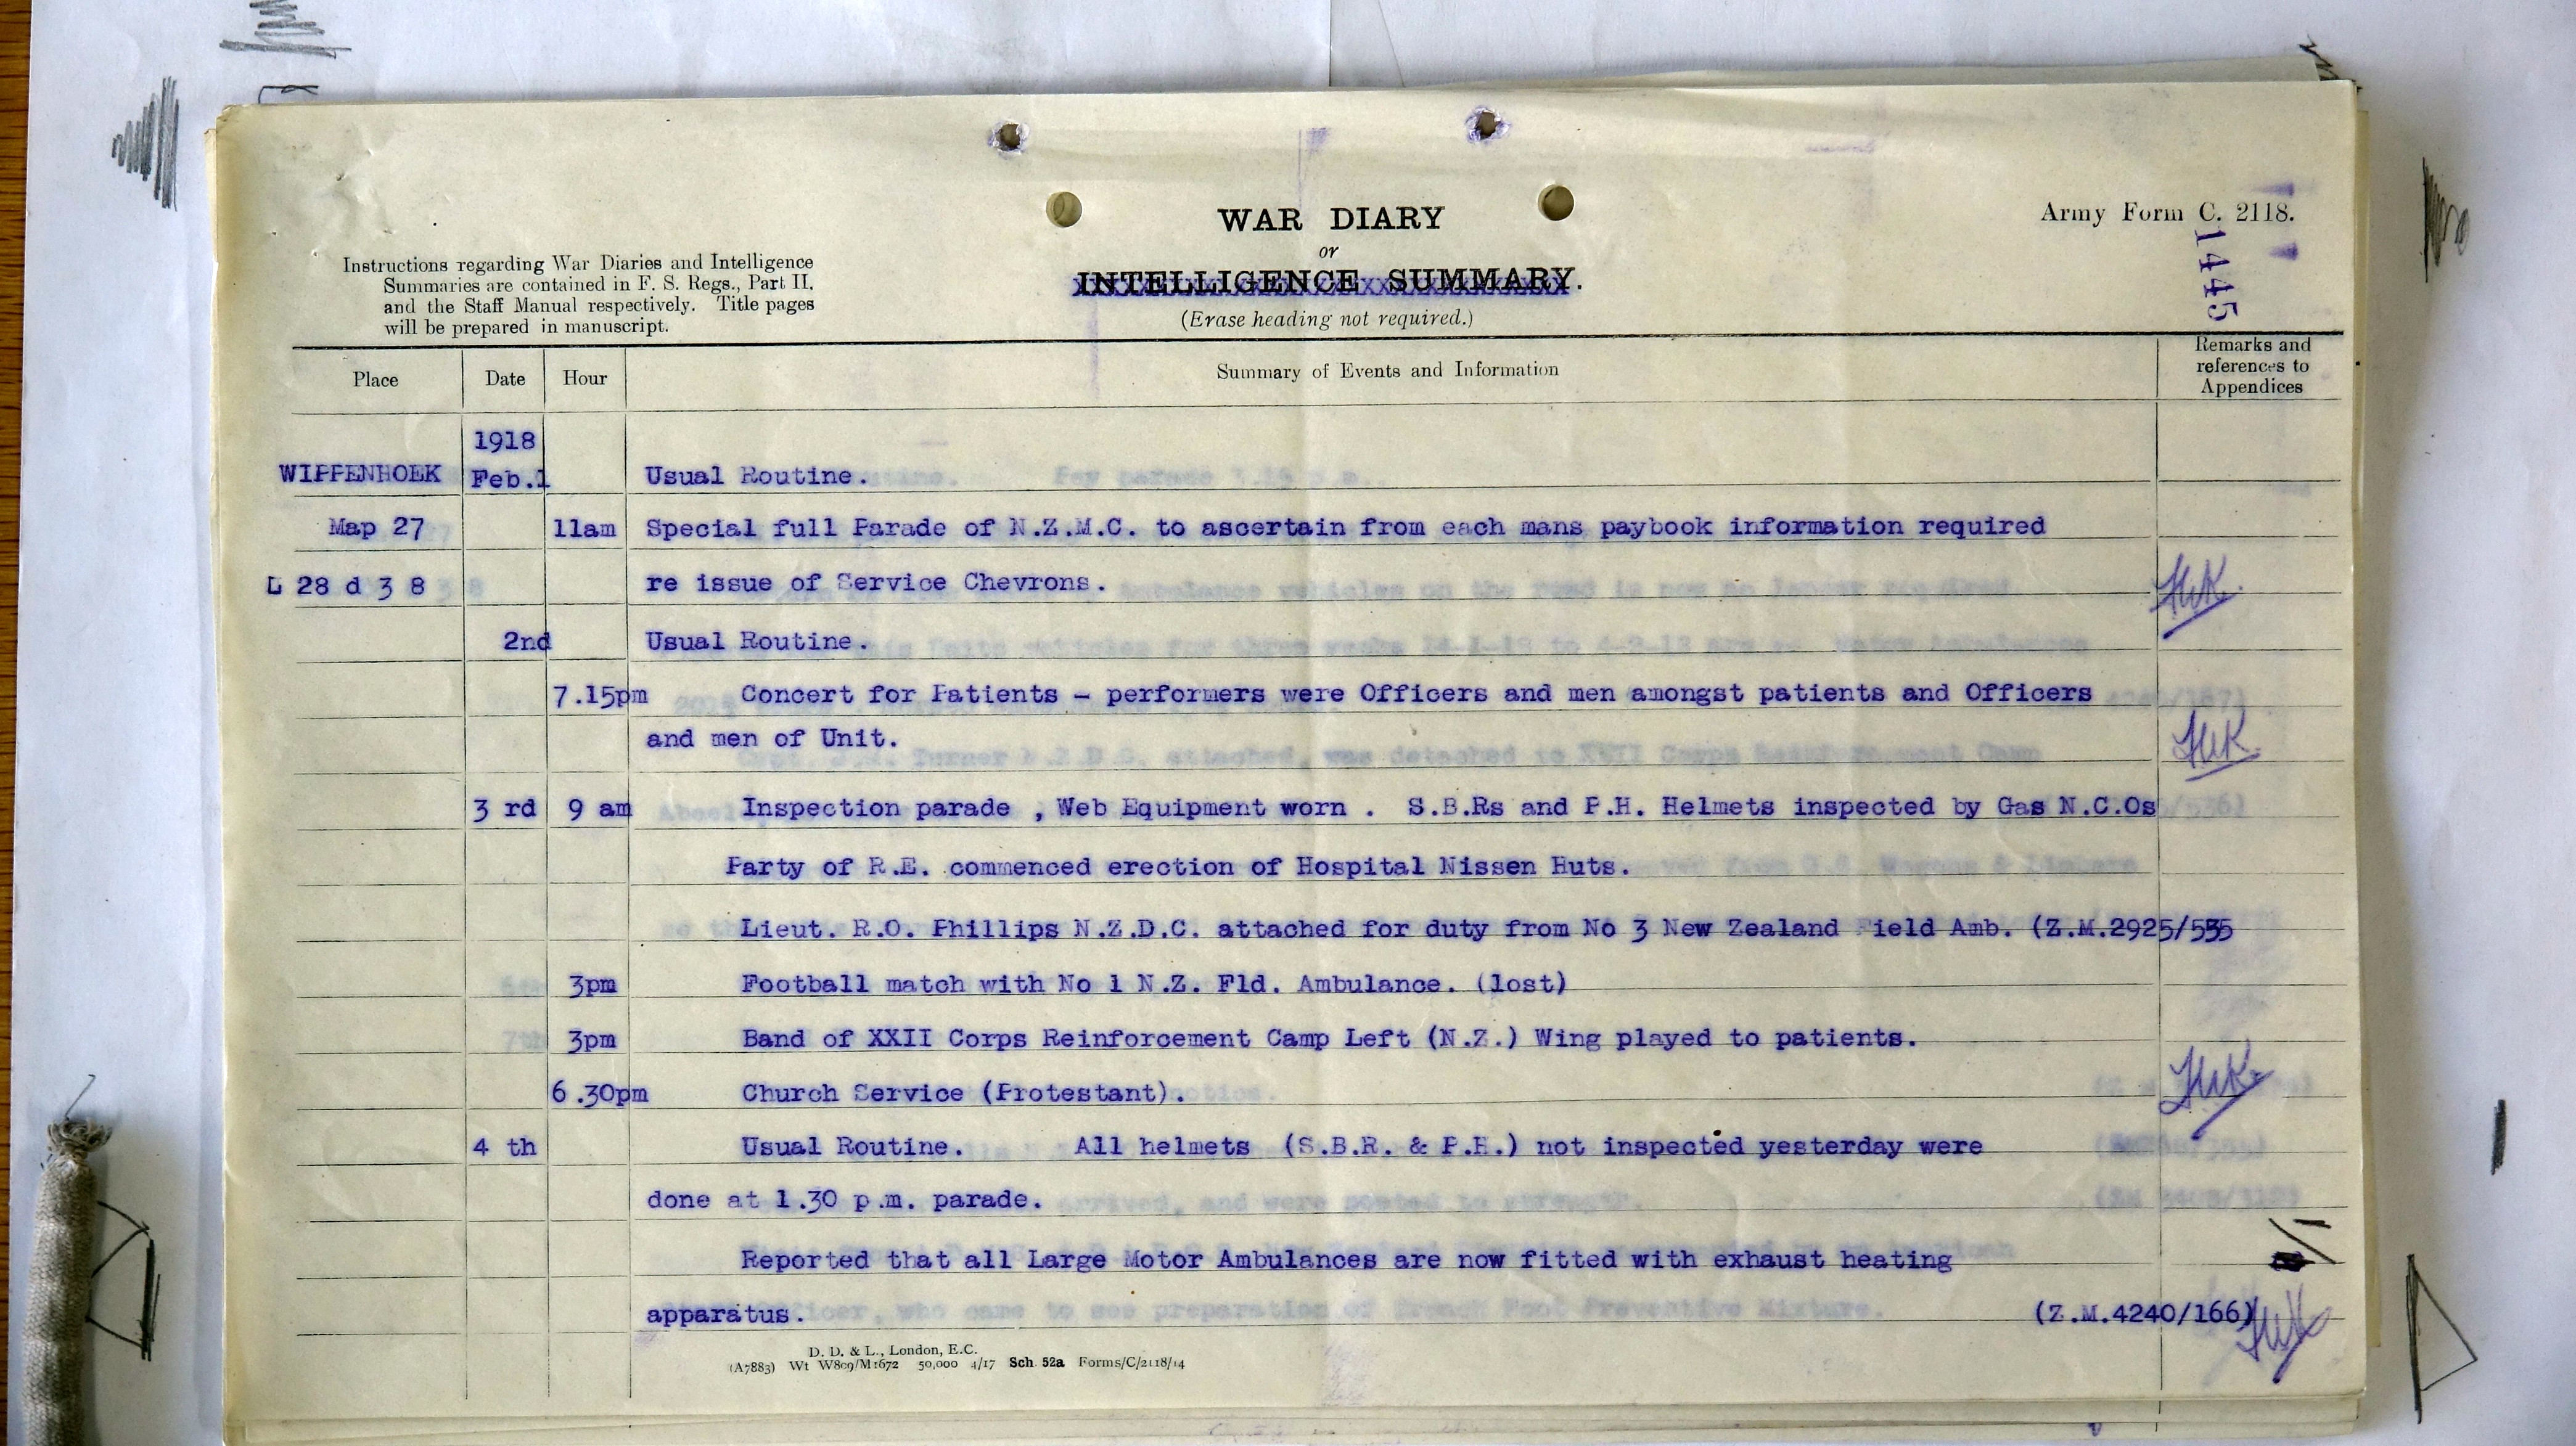 WAR DIARY
or
INTELLIGENCE SUMMARY.
(Erase heading not required.)
Army Form C. 2118.
1445
Instructions regarding War Diaries and Intelligence
Summaries are contained in F. S. Regs., Part II.
and the Staff Manual respectively. Title pages
will be prepared in manuscript.
Place Date Hour Summary of Events and Information Remarks and
references to
Appendices
1918
WIPPENHOEK Feb.1 Usual Routine.
Map 27 11am Special full Parade of N.Z.M.C. to ascertain from each mans paybook information required
L 28 d 3 8 re issue of Service Chevrons.
2nd Usual Routine.
7.15pm Concert for Patients - performers were Officers and men amongst patients and Officers
and men of Unit.
3 rd 9 am Inspection parade , Web Equipment worn . S.B.Rs and P.H. Helmets inspected by Gas N.C.Os
Party of R.E. commenced erection of Hospital Nissen Huts.
Lieut. R.O. Phillips N.Z.D.C. attached for duty from No 3 New Zealand Field Amb. (Z.M.2925/535
3pm Football match with No 1 N.Z. Fld. Ambulance. (lost)
3pm Band of XXII Corps Reinforcement Camp Left (N.Z.) Wing played to patients.
6.30pm Church Service (Protestant).
4 th Usual Routine. All helmets (S.B.R. & P.H.) not inspected yesterday were
done at 1.30 p.m. parade.
Reported that all Large Motor Ambulances are now fitted with exhaust heating
apparatus. (Z.M.4240/166)
D. D. & L., London, E.C.
(A7883) Wt W809/M1672 50,000 4/17 Sch. 52a Forms/C/2118/14